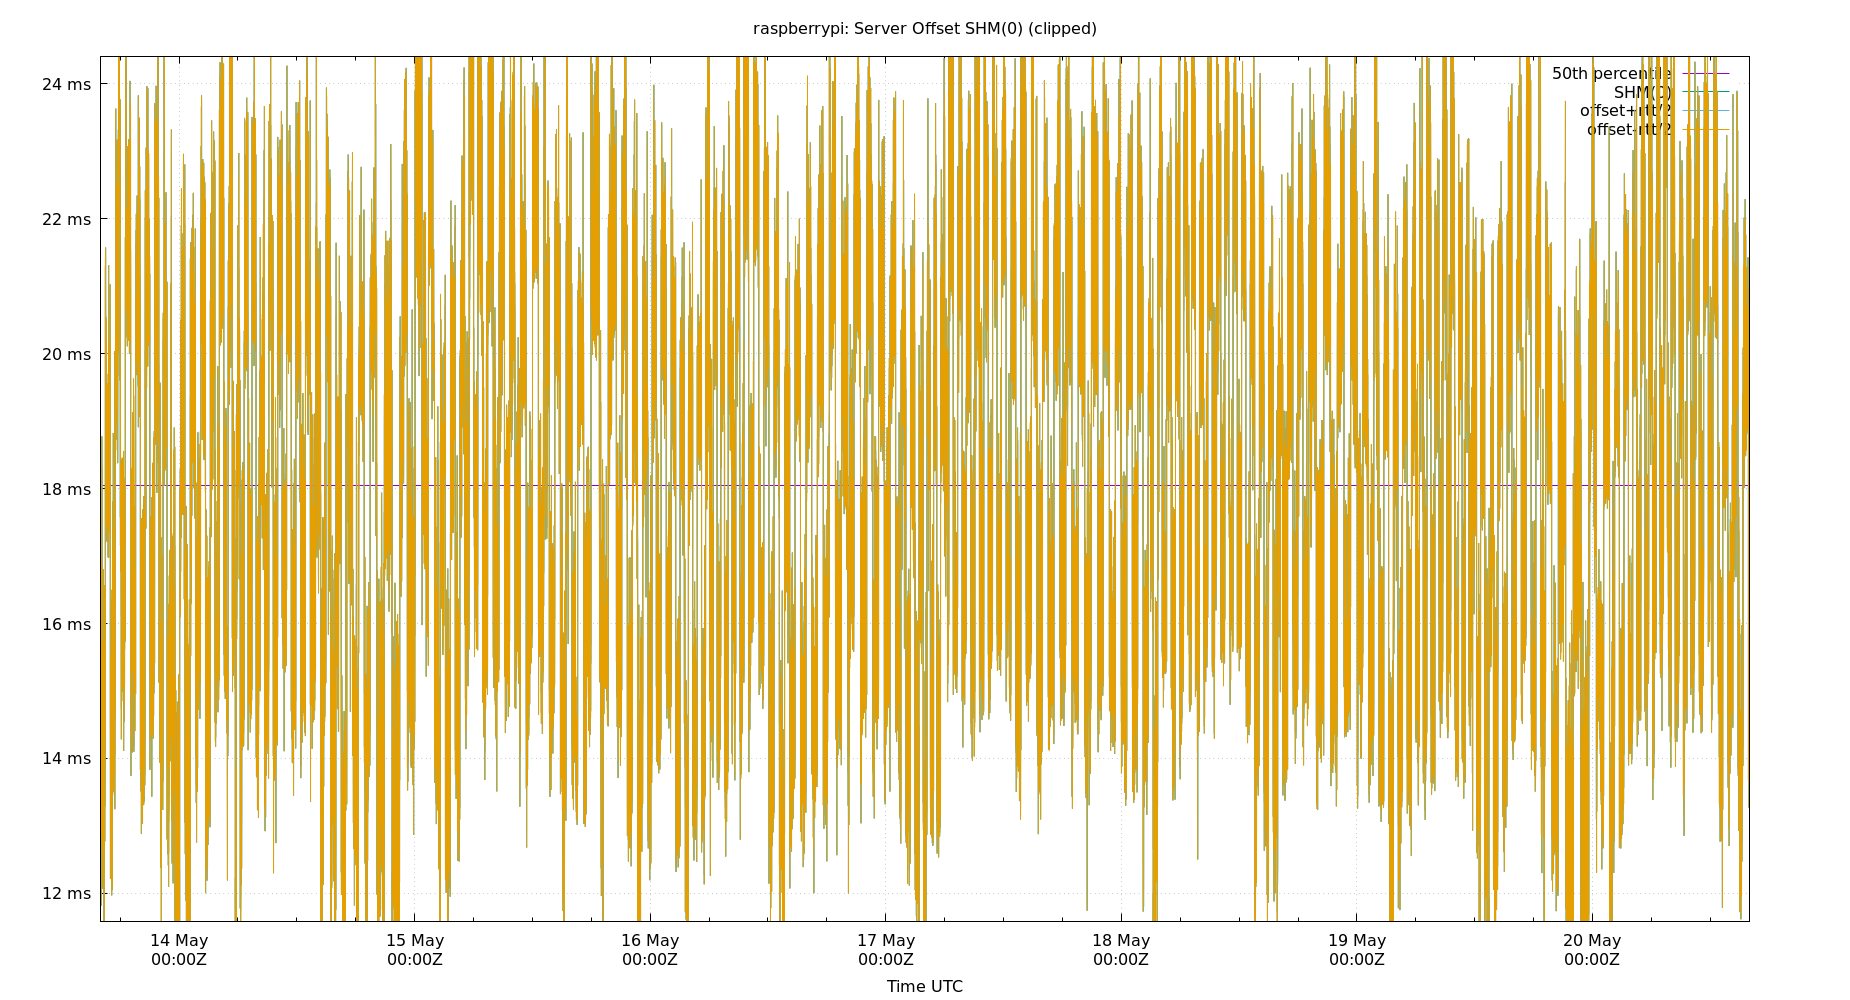 raspberrypi: Server Offset SHM(0) (clipped)
24 ms
22 ms
20 ms
18 ms
16 ms
14 ms
12 ms
50th percentile
SHM(0)
offset+rtt/2
offset-rtt/2
14 May 15 May 16 May 17 May 18 May 19 May 20 May
00:00Z 00:00Z 00:00Z 00:00Z 00:00Z 00:00Z 00:00Z
Time UTC